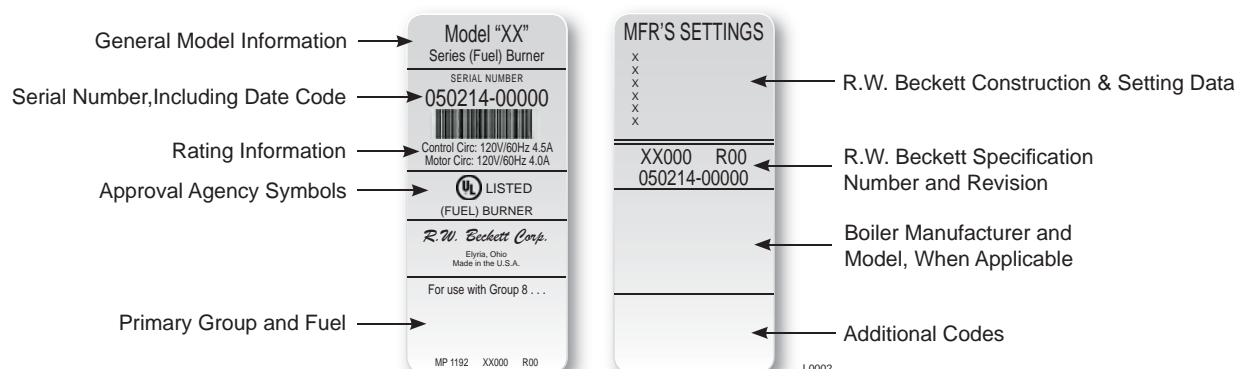 General Model Information
Serial Number,Including Date Code
Rating Information
Approval Agency Symbols
Primary Group and Fuel
Model “XX”
Series (Fuel) Burner
SERIAL NUMBER
050214-00000
Control Circ: 120V/60Hz 4.5A
Motor Circ: 120V/60Hz 4.0A
UL LISTED
(FUEL) BURNER
R.W. Beckett Corp.
Elyria, Ohio
Made in the U.S.A.
For use with Group 8 . . .
MP 1192 XX000 R00
MFR'S SETTINGS
X
X
X
X
X
X
XX000 R00
050214-00000
R.W. Beckett Construction & Setting Data
R.W. Beckett Specification
Number and Revision
Boiler Manufacturer and
Model, When Applicable
Additional Codes
L0002